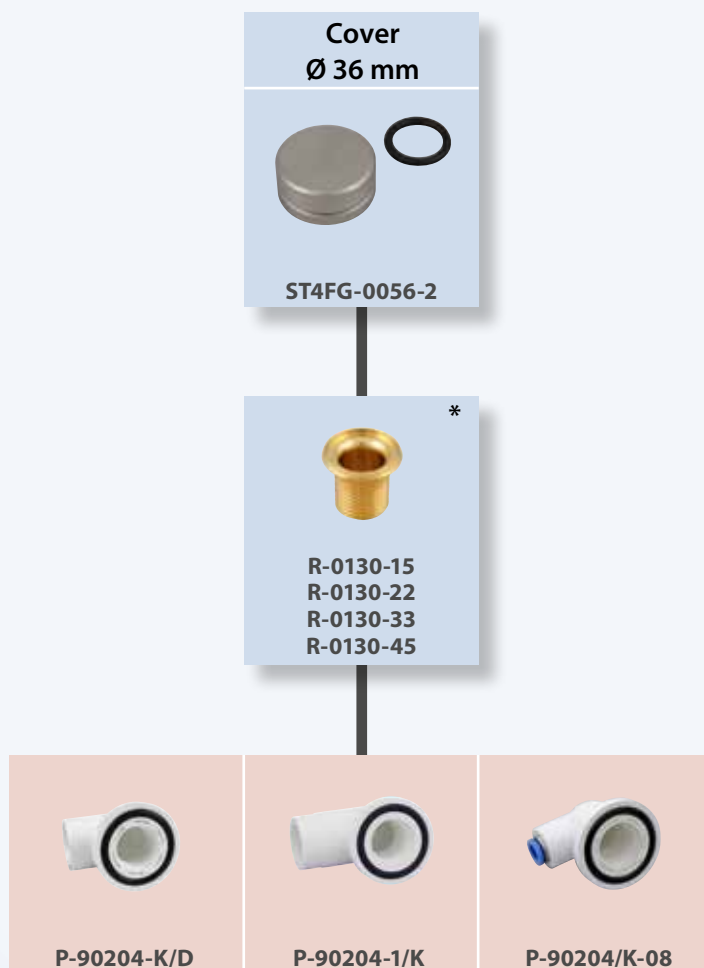 Cover
Ø 36 mm
ST4FG-0056-2
*
R-0130-15
R-0130-22
R-0130-33
R-0130-45
P-90204-K/D
P-90204-1/K
P-90204/K-08